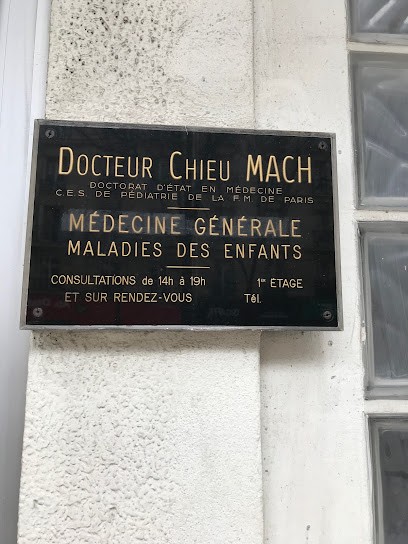 DOCTEUR CHIEU MACH
DOCTORAT D'ÉTAT EN MÉDECINE
C.E.S. DE PÉDIATRIE DE LA F.M. DE PARIS
MÉDECINE GÉNÉRALE
MALADIES DES ENFANTS
CONSULTATIONS de 14h à 19h 1er ÉTAGE
ET SUR RENDEZ-VOUS Tél.